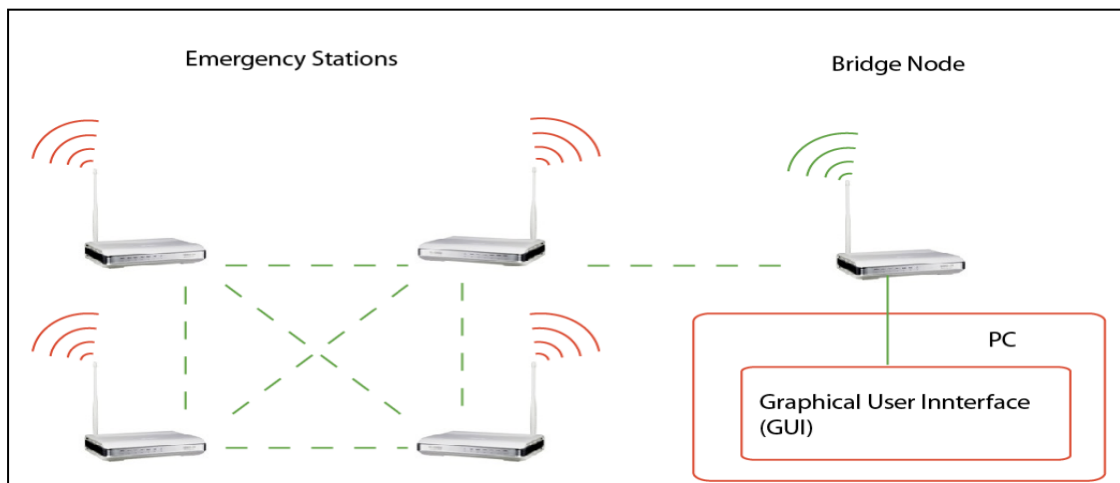 Emergency Stations
Bridge Node
PC
Graphical User Innterface
(GUI)